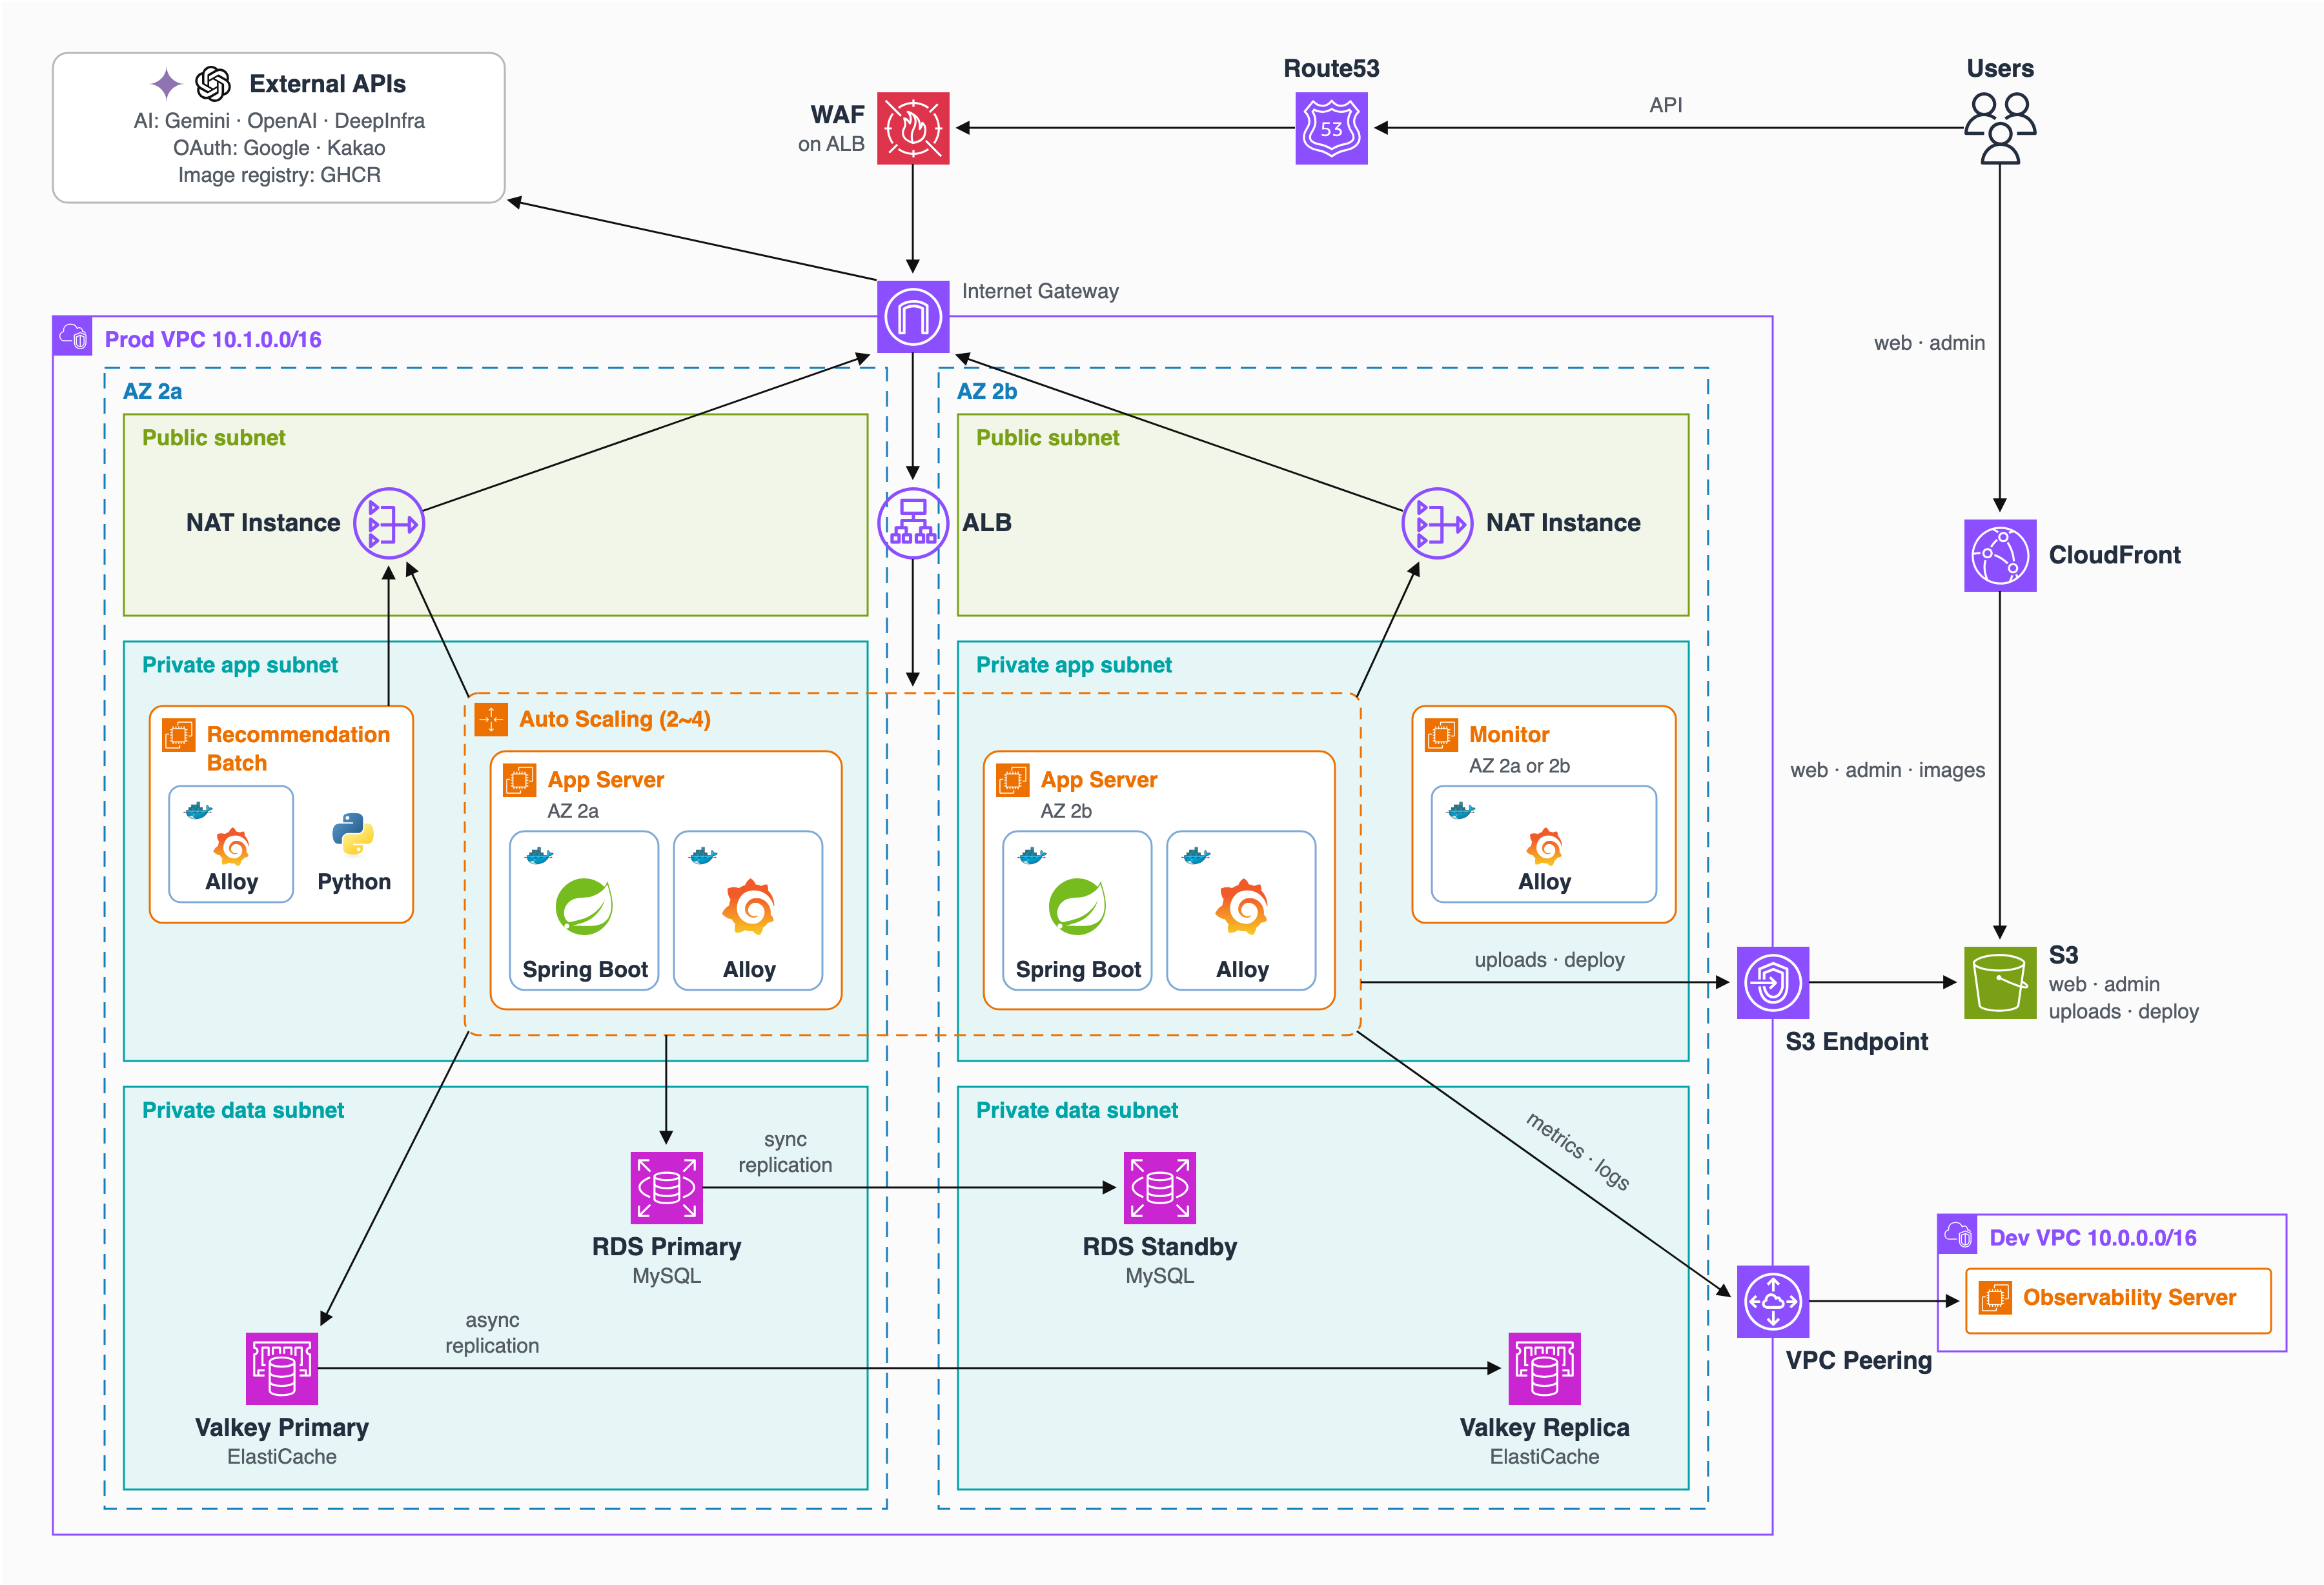 External APIs
AI: Gemini · OpenAI · DeepInfra
OAuth: Google · Kakao
Image registry: GHCR
WAF
on ALB
Route53
53
API
Users
Internet Gateway
web · admin
Prod VPC 10.1.0.0/16
AZ 2a
Public subnet
NAT Instance
ALB
AZ 2b
Public subnet
NAT Instance
CloudFront
Private app subnet
Recommendation
Batch
Alloy
Python
Auto Scaling (2~4)
App Server
AZ 2a
Spring Boot
Alloy
Private app subnet
App Server
AZ 2b
Spring Boot
Alloy
Monitor
AZ 2a or 2b
Alloy
web · admin · images
uploads · deploy
S3 Endpoint
S3
web · admin
uploads · deploy
Private data subnet
sync
replication
RDS Primary
MySQL
async
replication
Valkey Primary
ElastiCache
Private data subnet
RDS Standby
MySQL
Valkey Replica
ElastiCache
metrics · logs
VPC Peering
Dev VPC 10.0.0.0/16
Observability Server